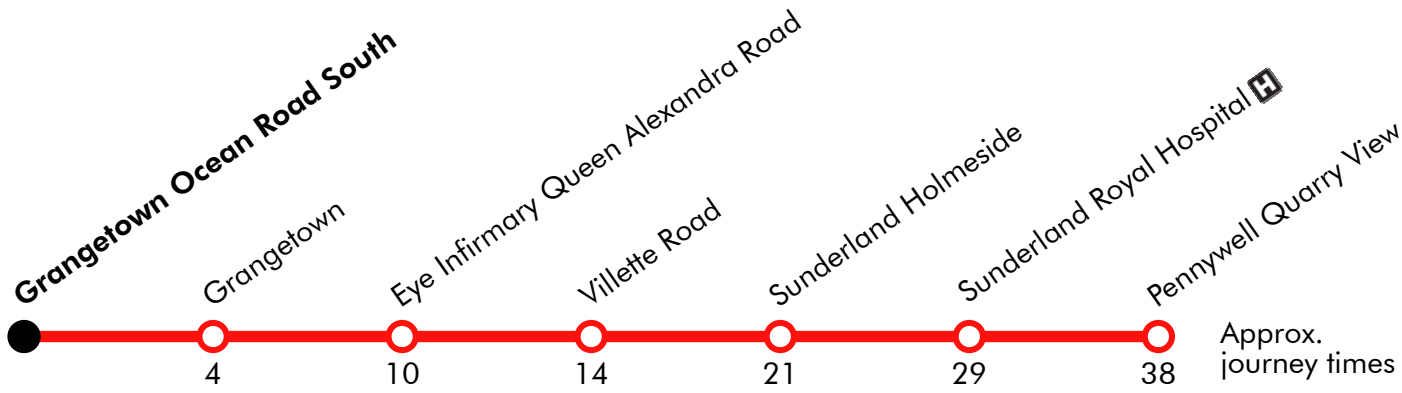 Grangetown Ocean Road South
Grangetown
Eye Infirmary Queen Alexandra Road
Villette Road
Sunderland Holmeside
Sunderland Royal Hospital H
Pennywell Quarry View
4
10
14
21
29
38
Approx.
journey times